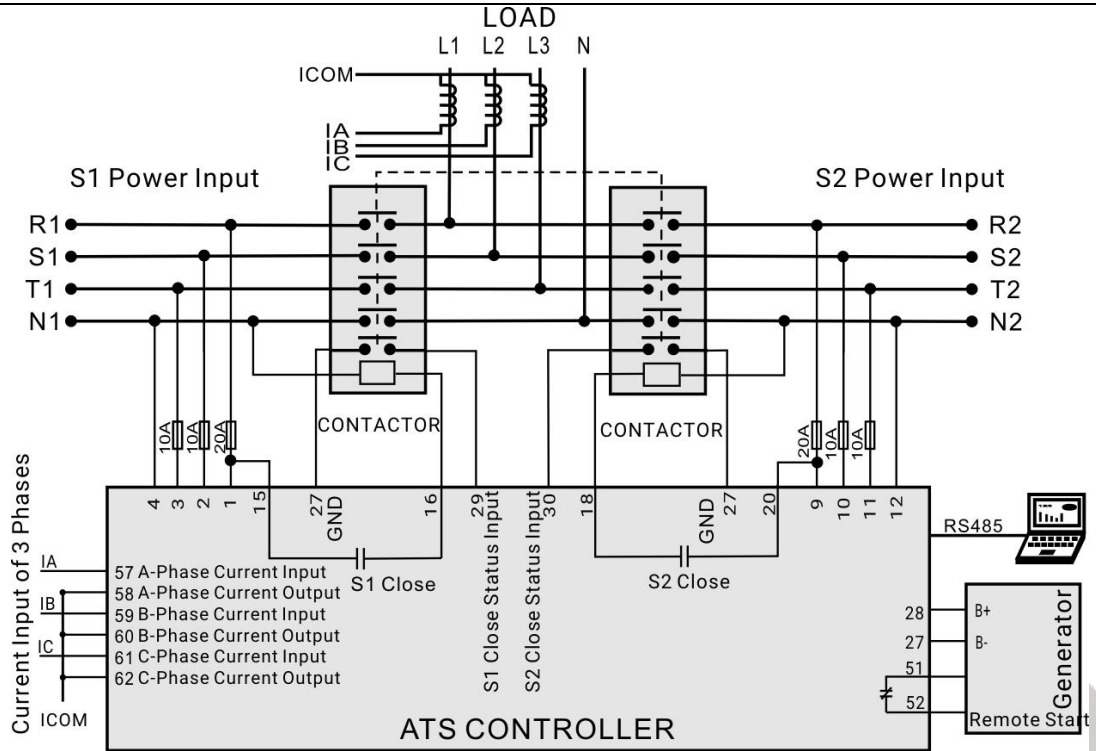 LOAD
L1 L2 L3 N
ICOM
IA
IB
IC
S1 Power Input
S2 Power Input
R1
R2
S1
S2
T1
T2
N1
N2
CONTACTOR
CONTACTOR
10A
10A
20A
20A
10A
10A
4 3 2 1 15 27 16 29 30 18 27 20 9 10 11 12
GND
GND
S1 Close
S2 Close
S1 Close Status Input
S2 Close Status Input
RS485
Current Input of 3 Phases
IA
IB
IC
ICOM
57 A-Phase Current Input
58 A-Phase Current Output
59 B-Phase Current Input
60 B-Phase Current Output
61 C-Phase Current Input
62 C-Phase Current Output
28 B+
27 B-
51
52
Generator
Remote Start
ATS CONTROLLER